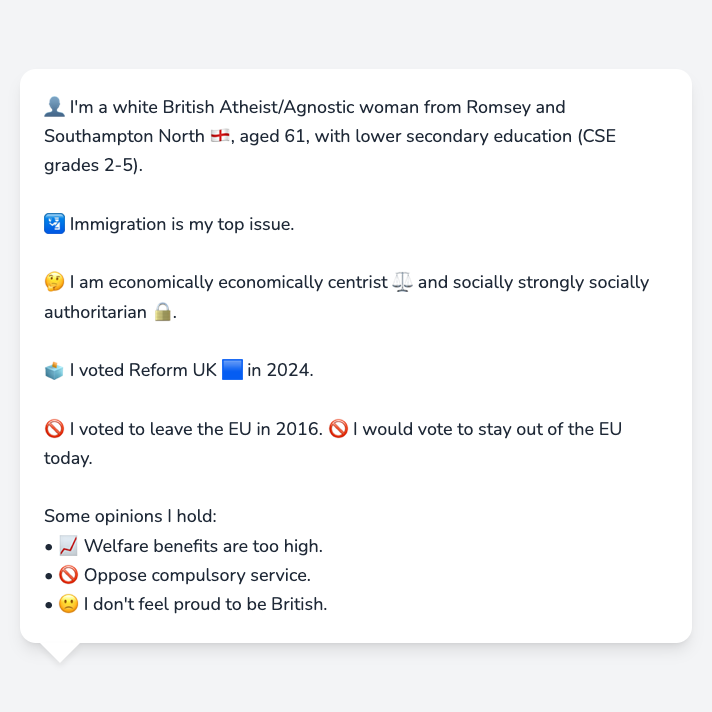 👤 I'm a white British Atheist/Agnostic woman from Romsey and
Southampton North 🏴󠁧󠁢󠁥󠁮󠁧󠁿, aged 61, with lower secondary education (CSE
grades 2-5).
🛂 Immigration is my top issue.
🤔 I am economically economically centrist ⚖️ and socially strongly socially
authoritarian 🔒.
🗳️ I voted Reform UK 🟦 in 2024.
🚫 I voted to leave the EU in 2016. 🚫 I would vote to stay out of the EU
today.
Some opinions I hold:
• 📈 Welfare benefits are too high.
• 🚫 Oppose compulsory service.
• 🙁 I don't feel proud to be British.